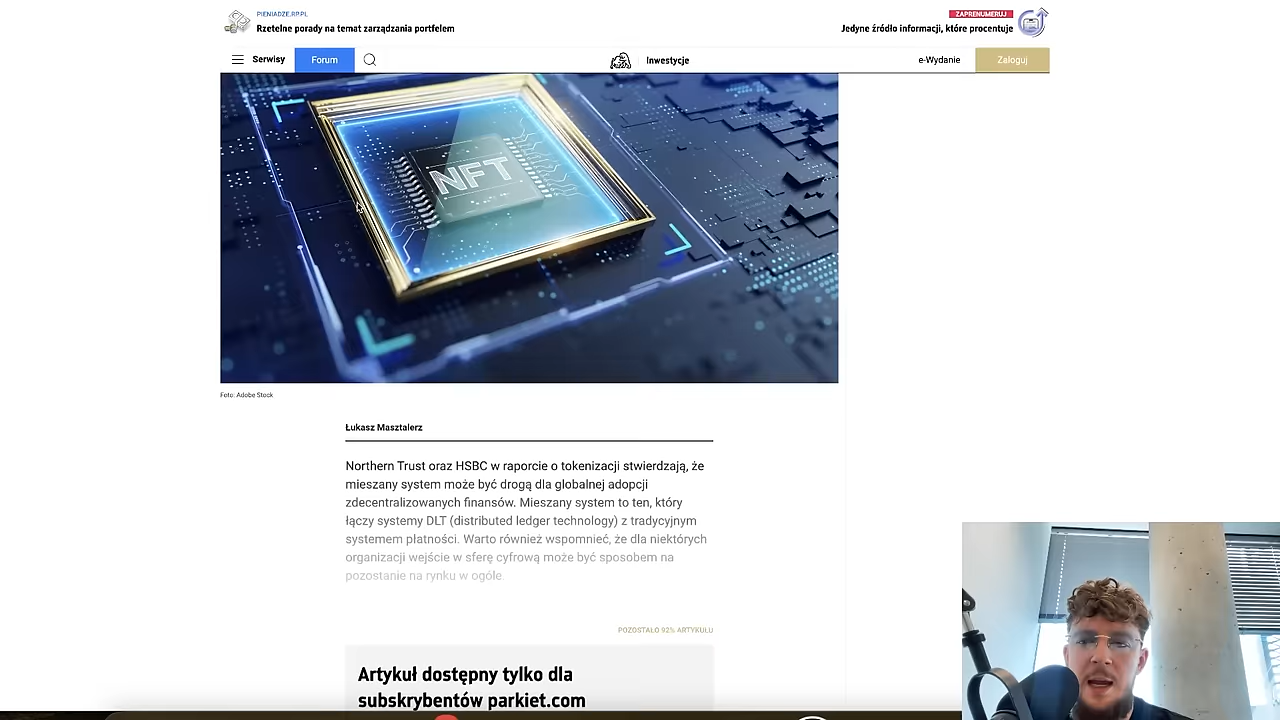 PIENIADZE.RP.PL
Rzetelne porady na temat zarządzania portfelem
ZAPRENUMERUJ
Jedyne źródło informacji, które procentuje
Serwisy
Forum
Inwestycje
e-Wydanie
Zaloguj
NFT
Foto: Adobe Stock
Łukasz Masztalerz
Northern Trust oraz HSBC w raporcie o tokenizacji stwierdzają, że
mieszany system może być drogą dla globalnej adopcji
zdecentralizowanych finansów. Mieszany system to ten, który
łączy systemy DLT (distributed ledger technology) z tradycyjnym
systemem płatności. Warto również wspomnieć, że dla niektórych
organizacji wejście w sferę cyfrową może być sposobem na
pozostanie na rynku w ogóle.
POZOSTAŁO 92% ARTYKUŁU
Artykuł dostępny tylko dla
subskrybentów parkiet.com